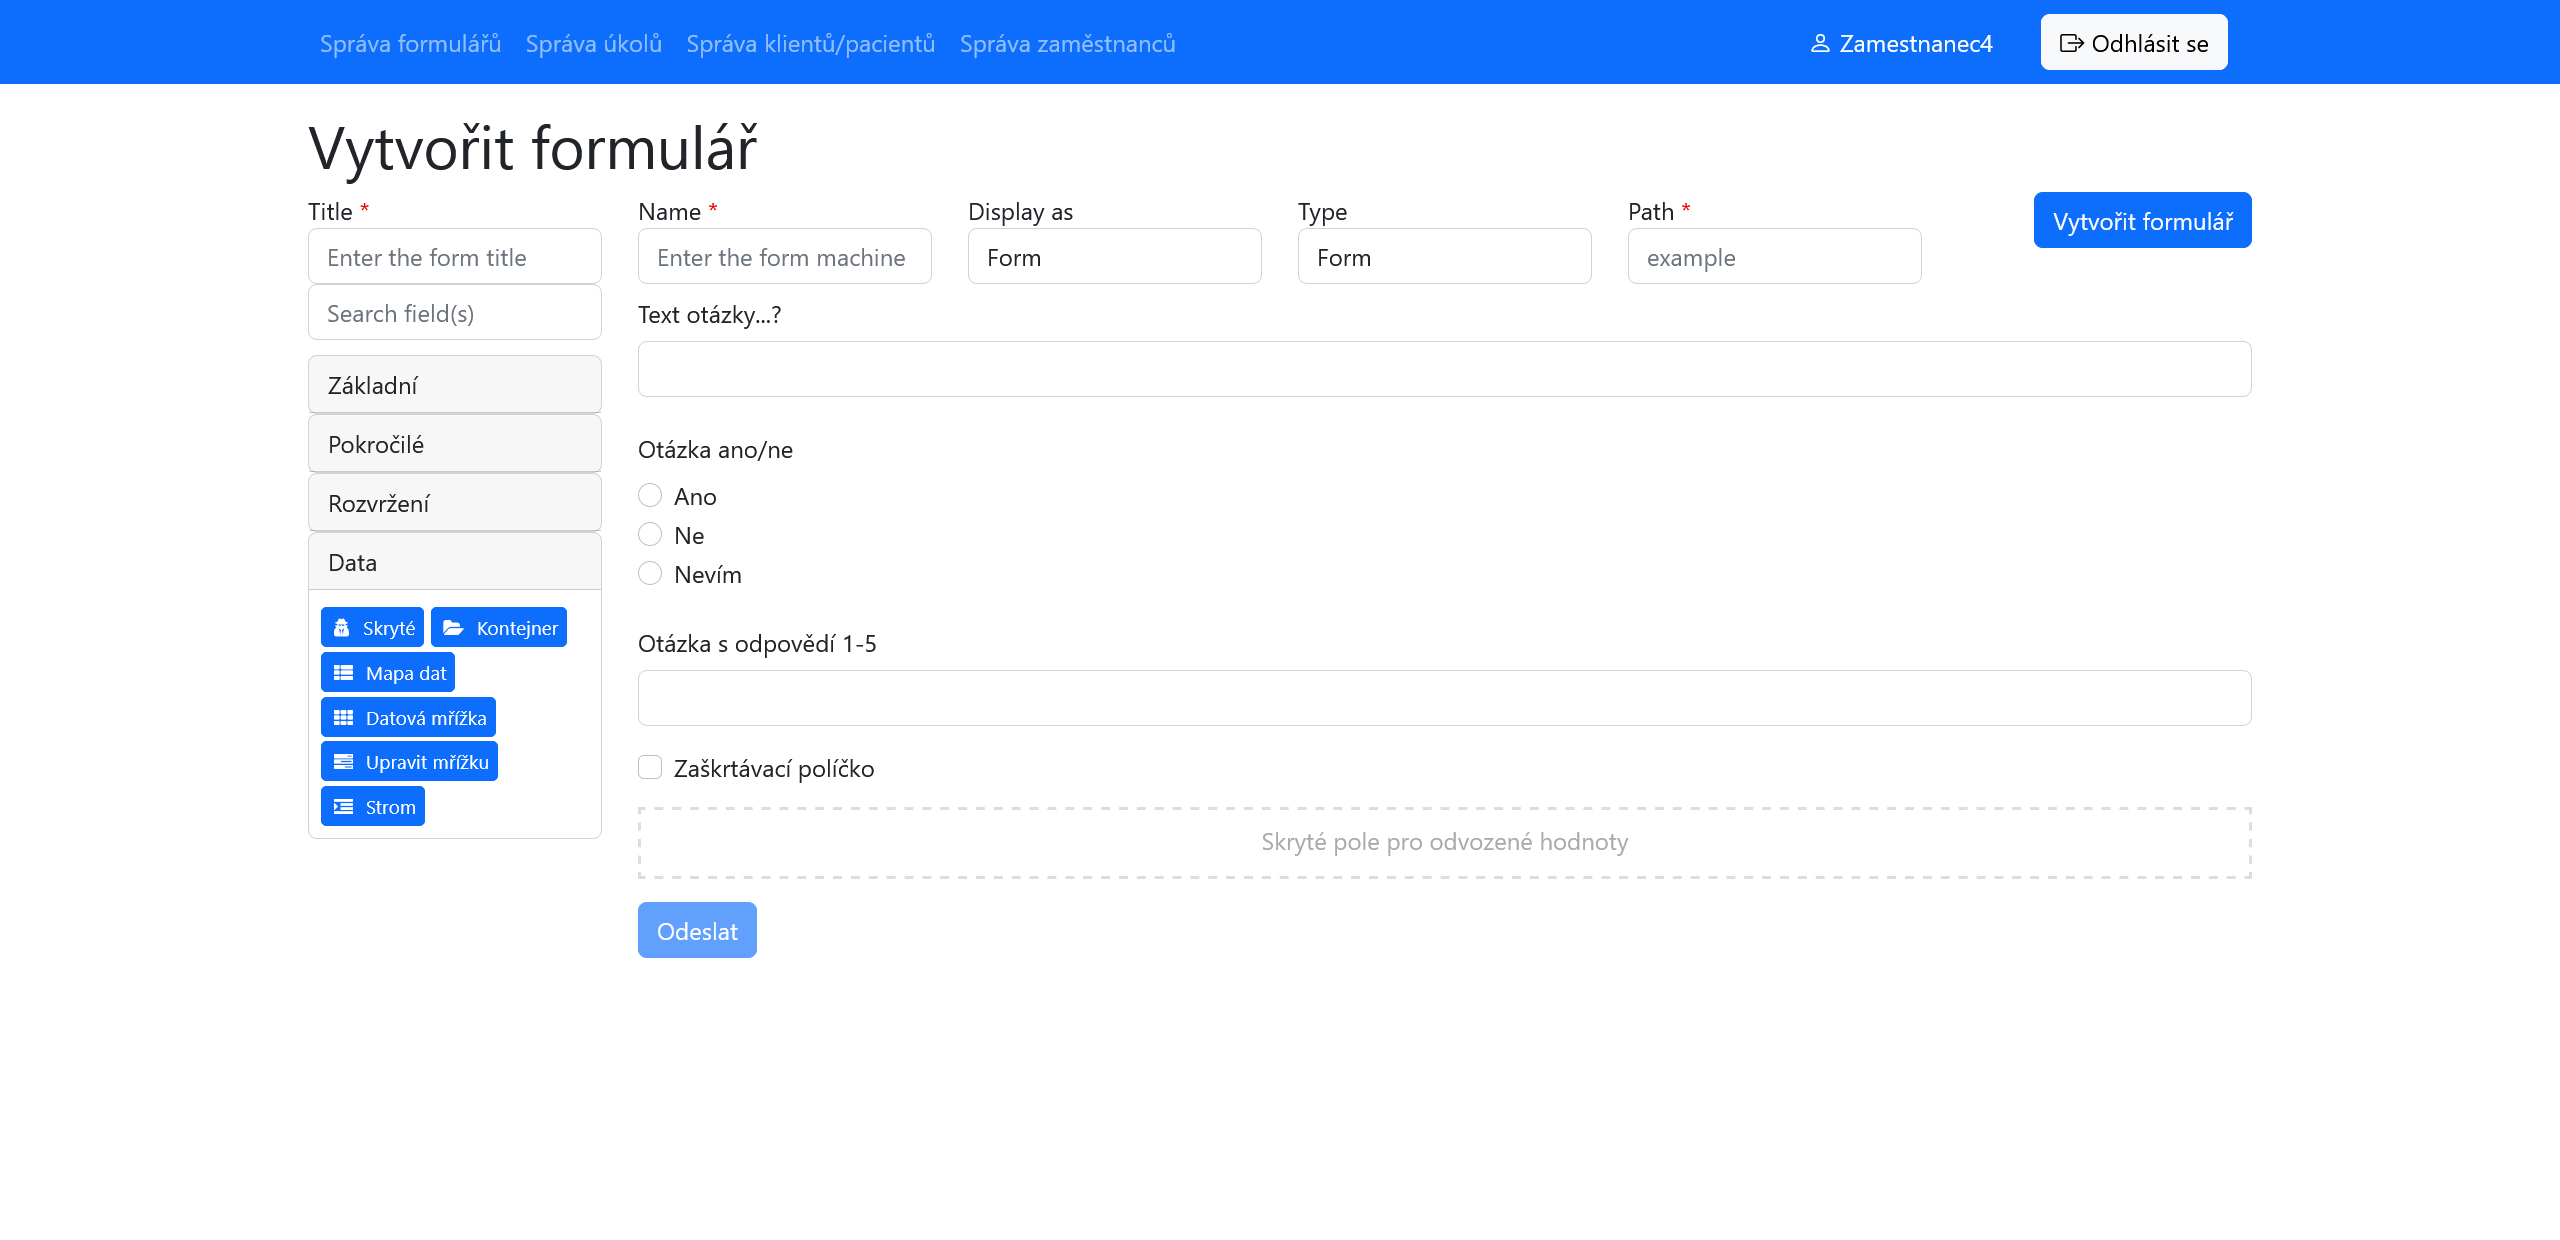 Správa formulářů Správa úkolů Správa klientů/pacientů Správa zaměstnanců Zamestnanec4 Odhlásit se
Vytvořit formulář
Title * Name * Display as Type Path * Vytvořit formulář
Enter the form title Enter the form machine Form Form example
Search field(s)
Základní
Pokročilé
Rozvržení
Data
Skryté Kontejner
Mapa dat
Datová mřížka
Upravit mřížku
Strom
Text otázky...?
Otázka ano/ne
Ano
Ne
Nevím
Otázka s odpovědí 1-5
Zaškrtávací políčko
Skryté pole pro odvozené hodnoty
Odeslat